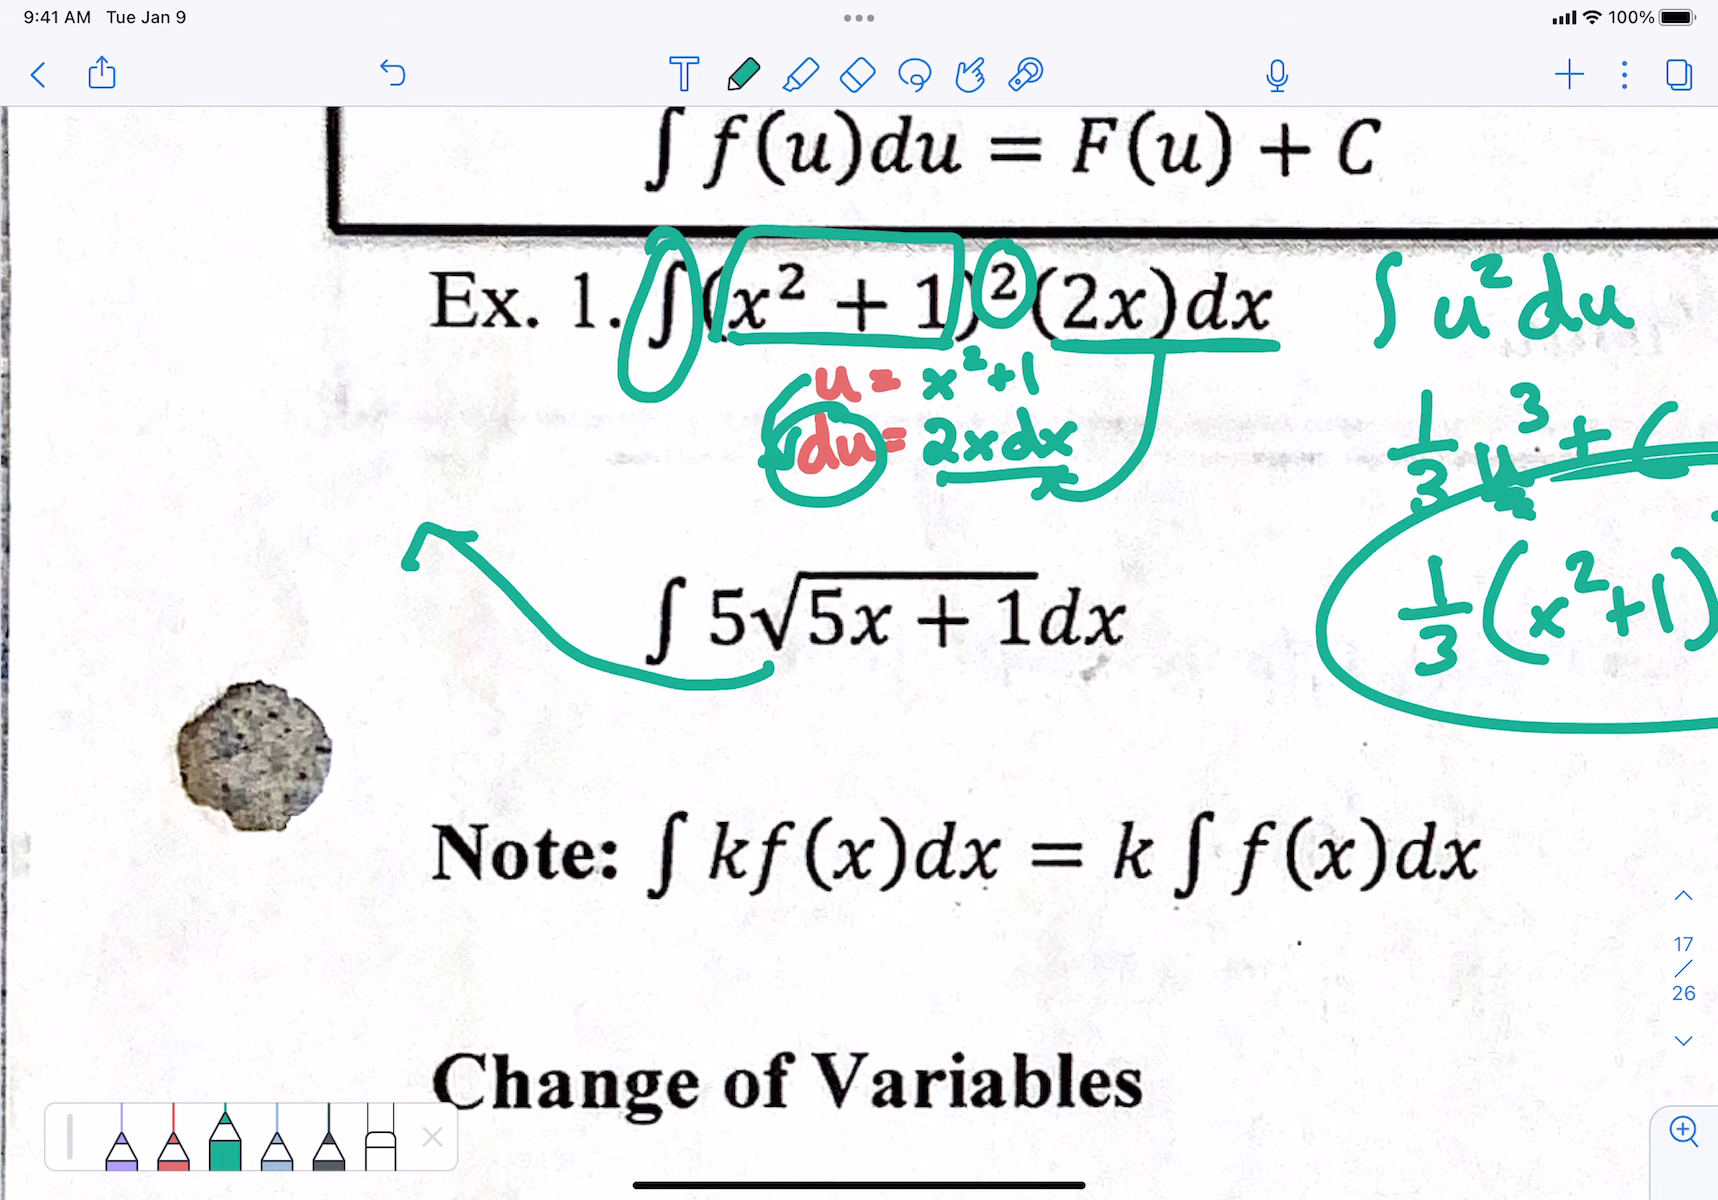 9:41 AM Tue Jan 9
100%
∫ f(u)du = F(u) + C
Ex. 1. ∫(x² + 1)²(2x)dx ∫u²du
u = x²+1
du = 2xdx
1/3 u³ + C
∫ 5√(5x + 1)dx
1/3 (x²+1)
Note: ∫ kf(x)dx = k ∫ f(x)dx
17
/
26
Change of Variables